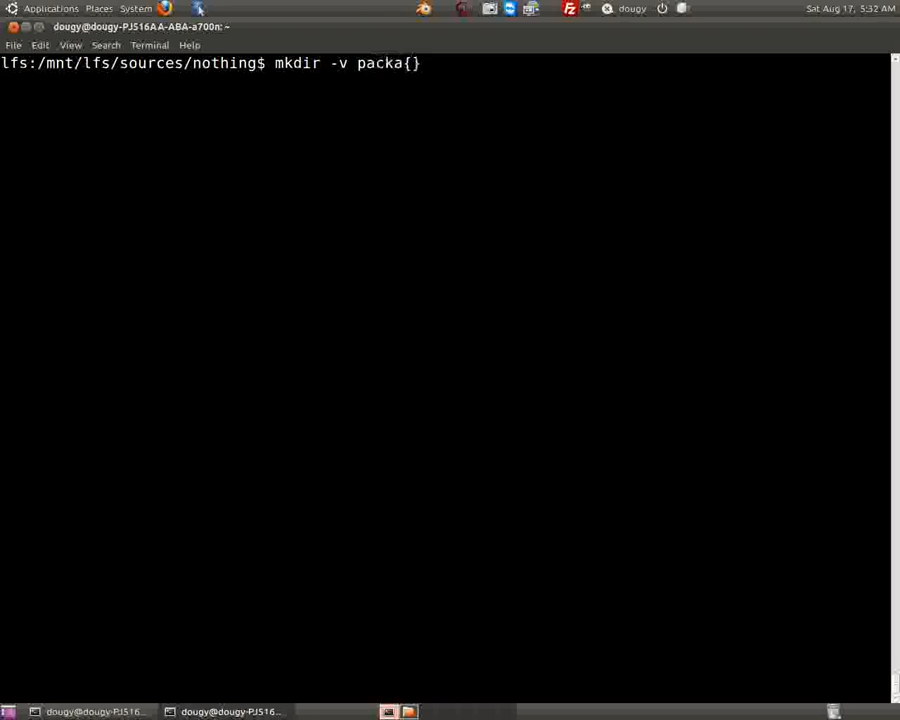 Applications Places System dougy Sat Aug 17, 5:32 AM
dougy@dougy-PJ516AA-ABA-a700n: ~
File Edit View Search Terminal Help
lfs:/mnt/lfs/sources/nothing$ mkdir -v packa{}
dougy@dougy-PJ516... dougy@dougy-PJ516...